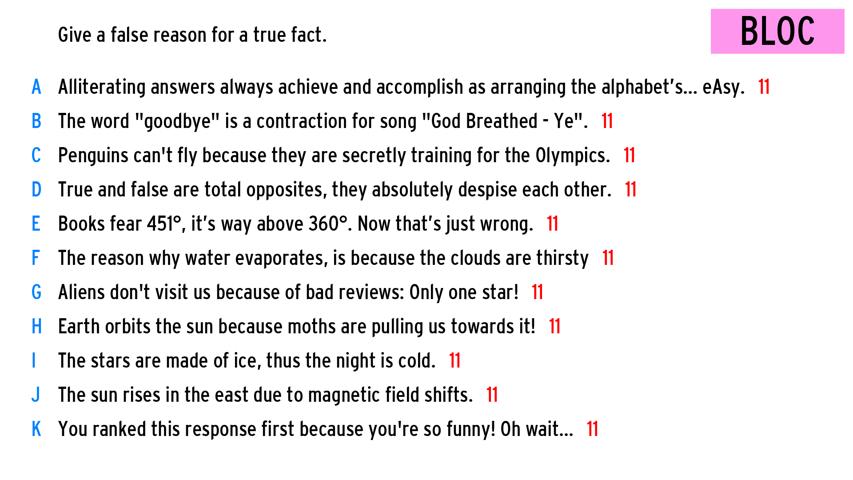 Give a false reason for a true fact.
BLOC
A Alliterating answers always achieve and accomplish as arranging the alphabet's... eAsy. 11
B The word "goodbye" is a contraction for song "God Breathed - Ye". 11
C Penguins can't fly because they are secretly training for the Olympics. 11
D True and false are total opposites, they absolutely despise each other. 11
E Books fear 451°, it's way above 360°. Now that's just wrong. 11
F The reason why water evaporates, is because the clouds are thirsty 11
G Aliens don't visit us because of bad reviews: Only one star! 11
H Earth orbits the sun because moths are pulling us towards it! 11
I The stars are made of ice, thus the night is cold. 11
J The sun rises in the east due to magnetic field shifts. 11
K You ranked this response first because you're so funny! Oh wait... 11